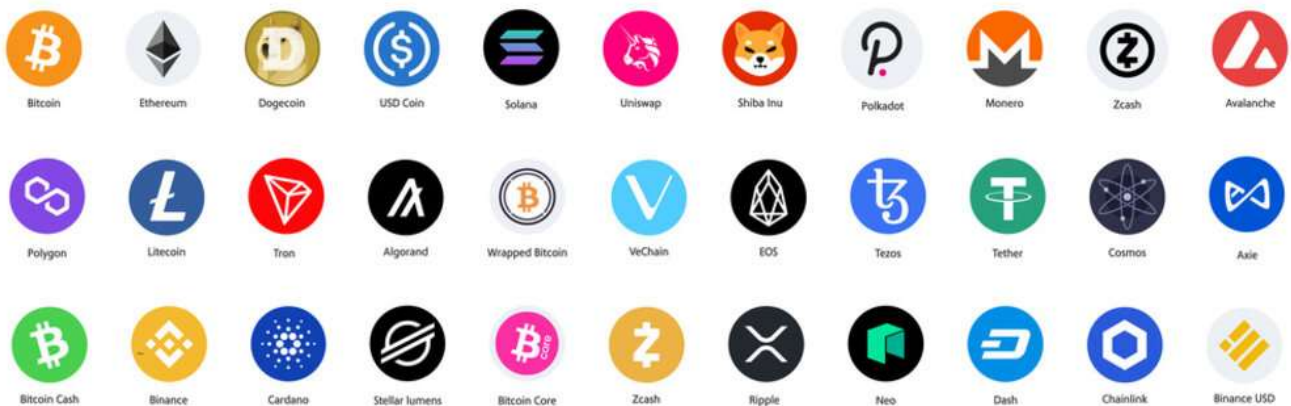 Bitcoin Ethereum Dogecoin USD Coin Solana Uniswap Shiba Inu Polkadot Monero Zcash Avalanche
Polygon Litecoin Tron Algorand Wrapped Bitcoin VeChain EOS Tezos Tether Cosmos Axie
core
Bitcoin Cash Binance Cardano Stellar lumens Bitcoin Core Zcash Ripple Neo Dash Chainlink Binance USD